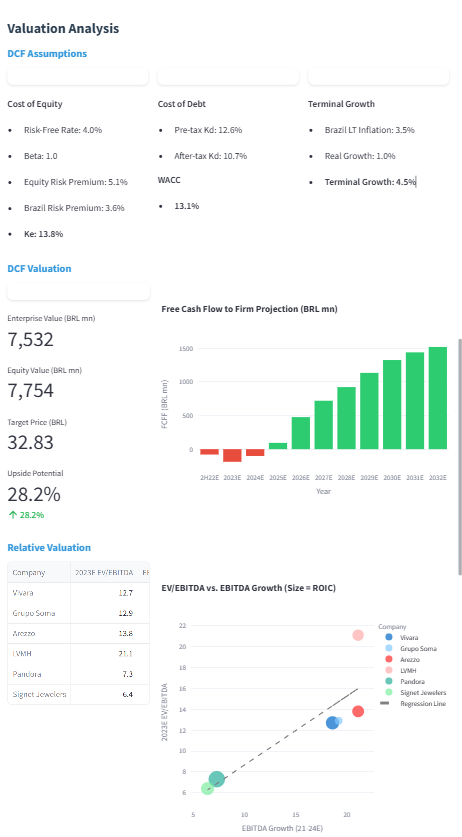 Valuation Analysis
DCF Assumptions
Cost of Equity
• Risk-Free Rate: 4.0%
• Beta: 1.0
• Equity Risk Premium: 5.1%
• Brazil Risk Premium: 3.6%
• Ke: 13.8%
Cost of Debt
• Pre-tax Kd: 12.6%
• After-tax Kd: 10.7%
WACC
• 13.1%
Terminal Growth
• Brazil LT Inflation: 3.5%
• Real Growth: 1.0%
• Terminal Growth: 4.5%
DCF Valuation
Enterprise Value (BRL mn)
7,532
Equity Value (BRL mn)
7,754
Target Price (BRL)
32.83
Upside Potential
28.2%
↑ 28.2%
Free Cash Flow to Firm Projection (BRL mn)
FCFF (BRL mn)
1500
1000
500
0
2H22E 2023E 2024E 2025E 2026E 2027E 2028E 2029E 2030E 2031E 2032E
Year
Relative Valuation
Company 2023E EV/EBITDA
Vivara 12.7
Grupo Soma 12.9
Arezzo 13.8
LVMH 21.1
Pandora 7.3
Signet Jewelers 6.4
EV/EBITDA vs. EBITDA Growth (Size = ROIC)
2023E EV/EBITDA
22
20
18
16
14
12
10
8
6
5 10 15 20
EBITDA Growth (21-24E)
Company
Vivara
Grupo Soma
Arezzo
LVMH
Pandora
Signet Jewelers
Regression Line